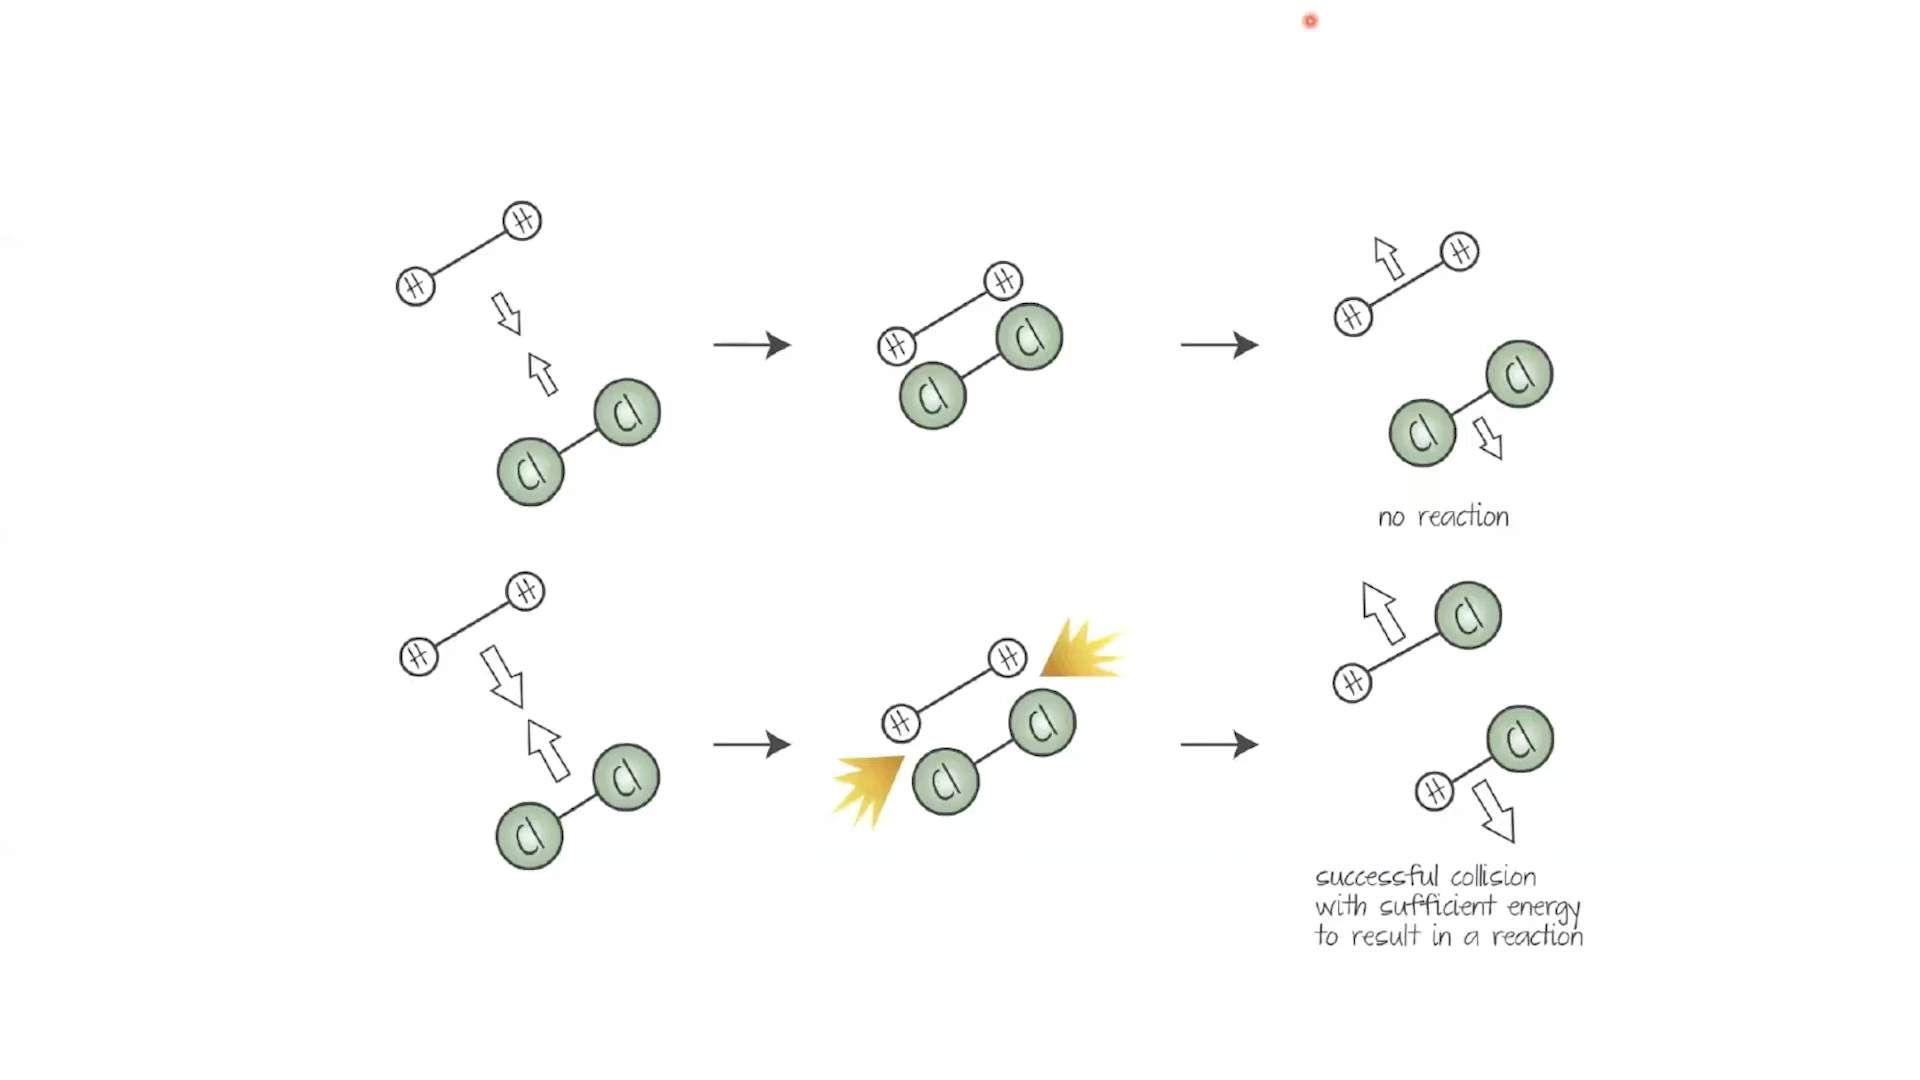 H
H
Cl
Cl
H
H
Cl
Cl
H
H
Cl
Cl
no reaction
H
H
Cl
Cl
H
H
Cl
Cl
Cl
H
Cl
H
successful collision
with sufficient energy
to result in a reaction